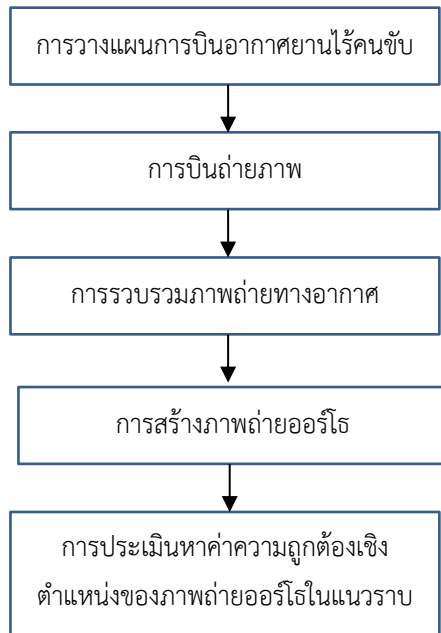 การวางแผนการบินอากาศยานไร้คนขับ
การบินถ่ายภาพ
การรวบรวมภาพถ่ายทางอากาศ
การสร้างภาพถ่ายออร์โธ
การประเมินหาค่าความถูกต้องเชิง
ตำแหน่งของภาพถ่ายออร์โธในแนวราบ